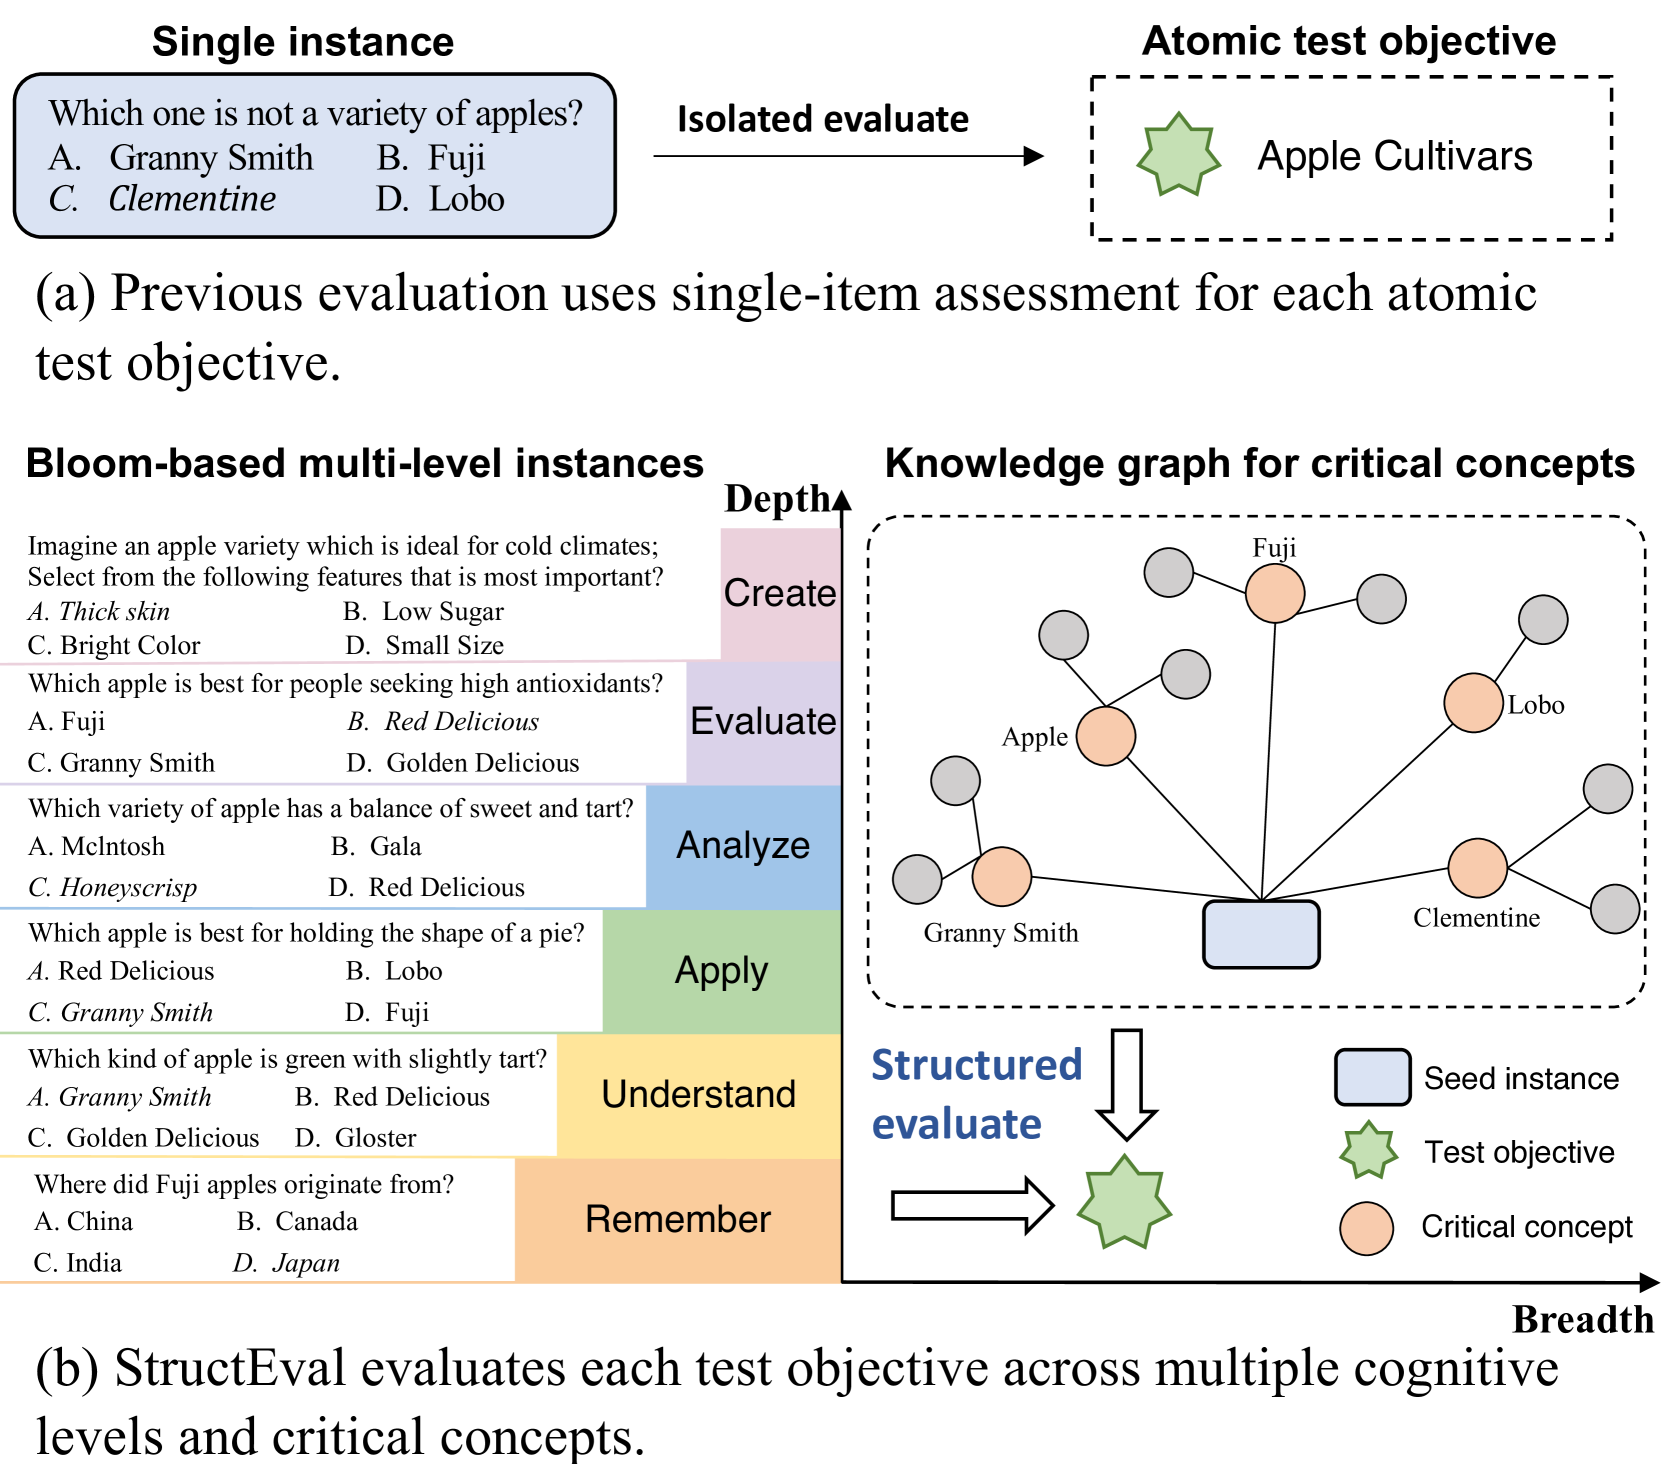 Single instance
Which one is not a variety of apples?
A. Granny Smith B. Fuji
C. Clementine D. Lobo
Isolated evaluate
Atomic test objective
Apple Cultivars
(a) Previous evaluation uses single-item assessment for each atomic
test objective.
Bloom-based multi-level instances
Depth
Imagine an apple variety which is ideal for cold climates;
Select from the following features that is most important?
A. Thick skin B. Low Sugar
C. Bright Color D. Small Size
Create
Which apple is best for people seeking high antioxidants?
A. Fuji B. Red Delicious
C. Granny Smith D. Golden Delicious
Evaluate
Which variety of apple has a balance of sweet and tart?
A. McIntosh B. Gala
C. Honeyscrisp D. Red Delicious
Analyze
Which apple is best for holding the shape of a pie?
A. Red Delicious B. Lobo
C. Granny Smith D. Fuji
Apply
Which kind of apple is green with slightly tart?
A. Granny Smith B. Red Delicious
C. Golden Delicious D. Gloster
Understand
Where did Fuji apples originate from?
A. China B. Canada
C. India D. Japan
Remember
Knowledge graph for critical concepts
Fuji
Apple
Lobo
Granny Smith
Clementine
Structured
evaluate
Seed instance
Test objective
Critical concept
Breadth
(b) StructEval evaluates each test objective across multiple cognitive
levels and critical concepts.